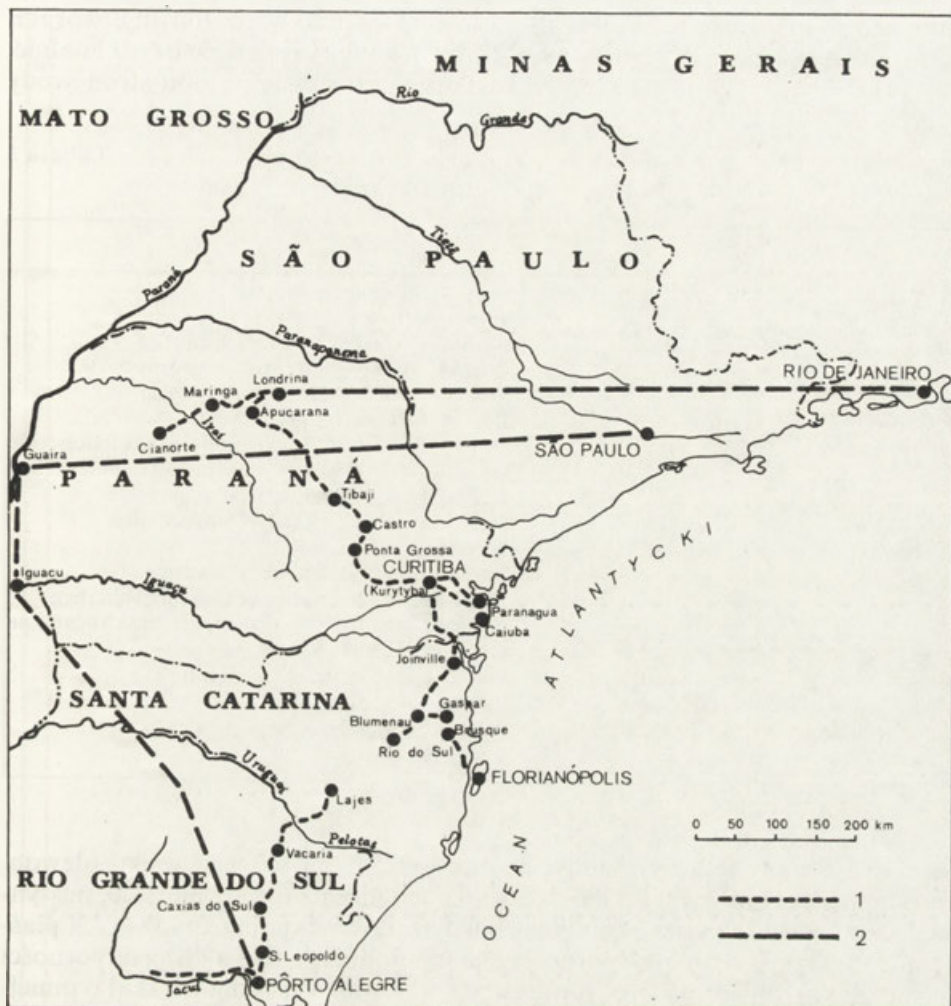 MINAS GERAIS
Rio
Grande
MATO GROSSO
Tiete
SÃO PAULO
Paraná
Paranapanema
RIO DE JANEIRO
Londrina
Maringa
Apucarana
Ivai
Cianorte
SÃO PAULO
Guaira
PARANÁ
Tibaji
Castro
Ponta Grossa
CURITIBA
(Kurytyba)
Iguacu
Iguaçu
Paranagua
Caiuba
ATLANTYCKI
Joinville
SANTA CATARINA
Gaspar
Blumenau
Brusque
Rio do Sul
FLORIANÓPOLIS
Uruguai
Lajes
Pelotas
0 50 100 150 200 km
Vacaria
RIO GRANDE DO SUL
OCEAN
Caxias do Sul
1
2
S. Leopoldo
Jacui
PÔRTO ALEGRE